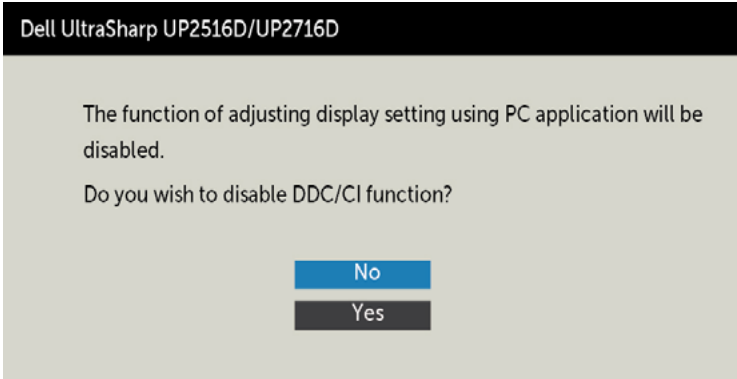 Dell UltraSharp UP2516D/UP2716D
The function of adjusting display setting using PC application will be
disabled.
Do you wish to disable DDC/CI function?
No
Yes